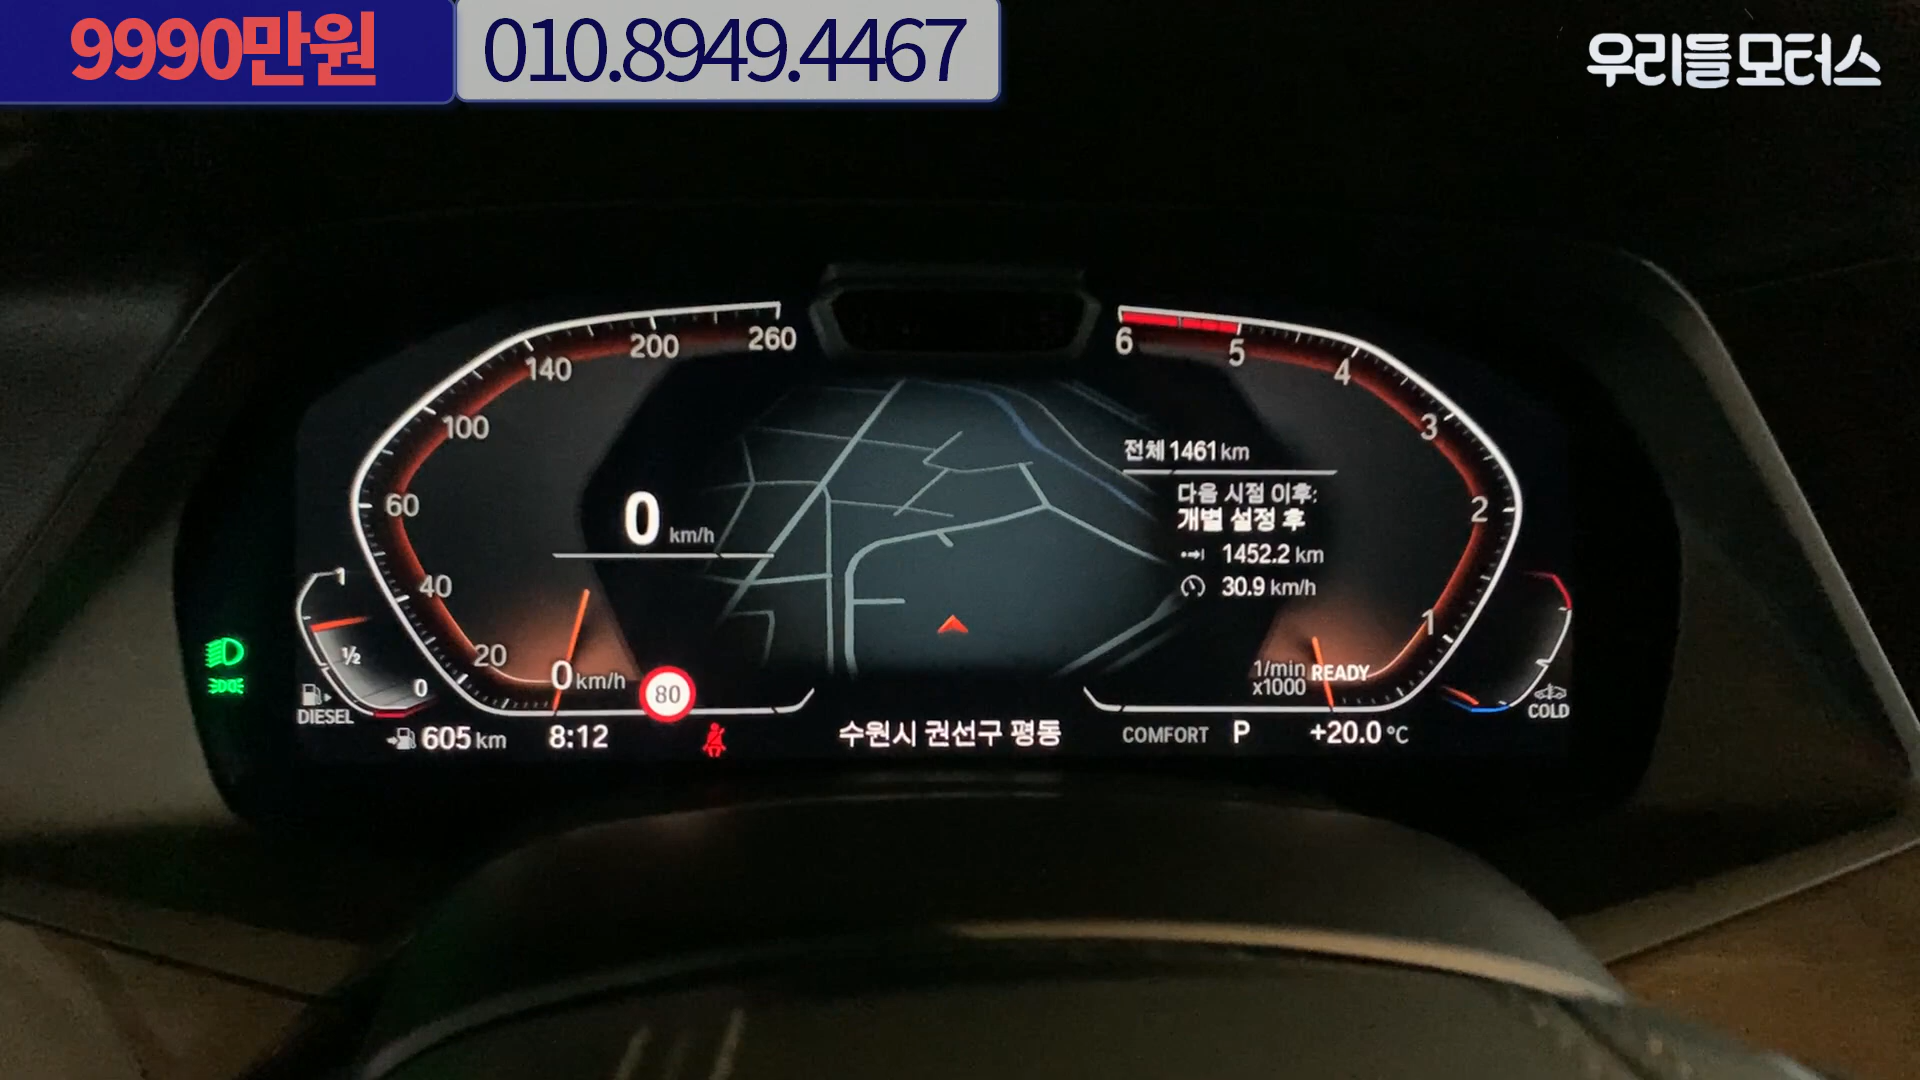 9990만원
010.8949.4467
우리들모터스
260
200
140
100
60
40
20
0 km/h
0 km/h
80
1
½
0
DIESEL
605 km
8:12
전체 1461 km
다음 시점 이후:
개별 설정 후
1452.2 km
30.9 km/h
6
5
4
3
2
1
1/min
x1000
READY
COLD
수원시 권선구 평동
COMFORT P
+20.0 °C